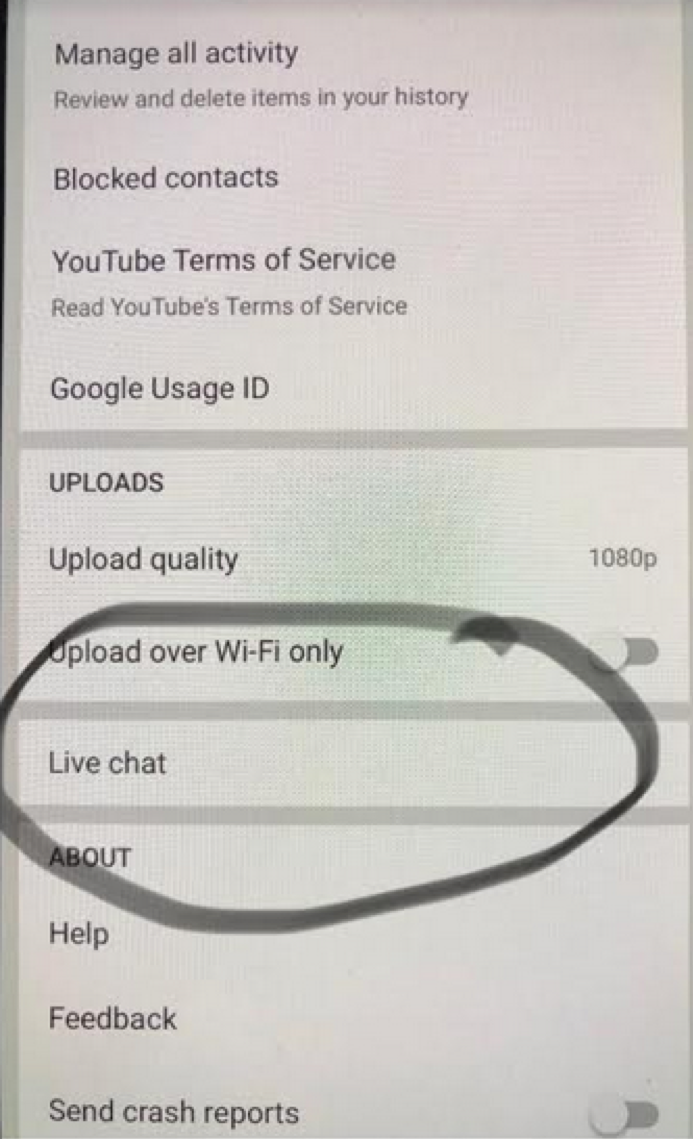 Manage all activity
Review and delete items in your history
Blocked contacts
YouTube Terms of Service
Read YouTube's Terms of Service
Google Usage ID
UPLOADS
Upload quality 1080p
Upload over Wi-Fi only
Live chat
ABOUT
Help
Feedback
Send crash reports